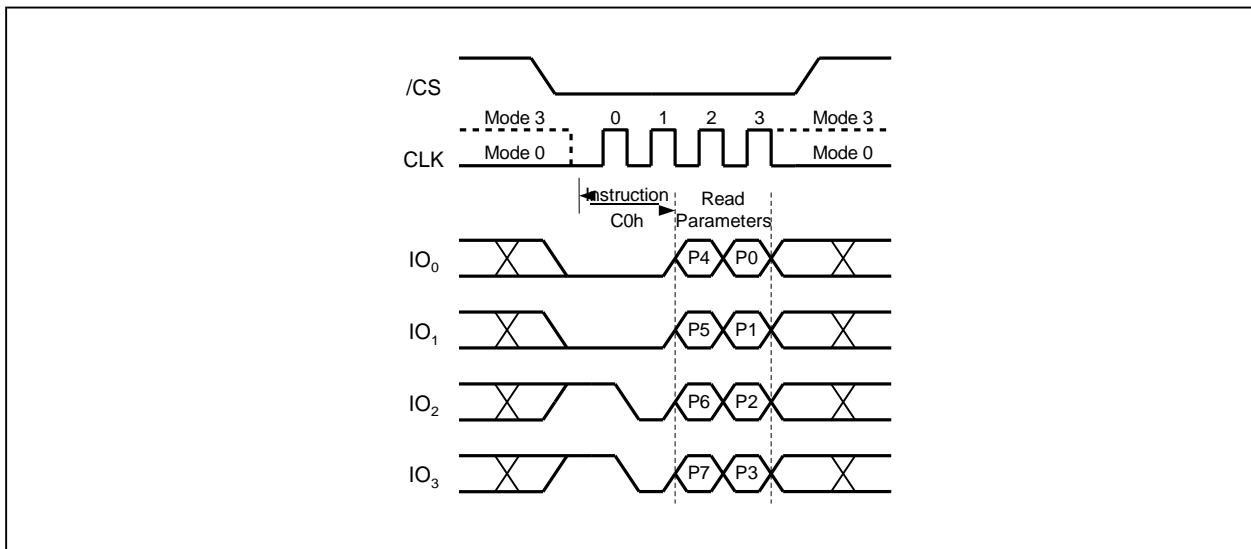 /CS
Mode 3 0 1 2 3 Mode 3
CLK Mode 0 Mode 0
Instruction Read
C0h Parameters
IO0 P4 P0
IO1 P5 P1
IO2 P6 P2
IO3 P7 P3